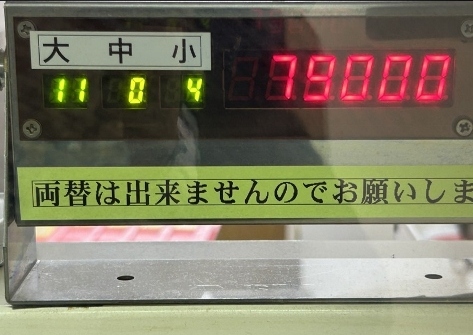 大 中 小
11 0 4 79000
両替は出来ませんのでお願いしま